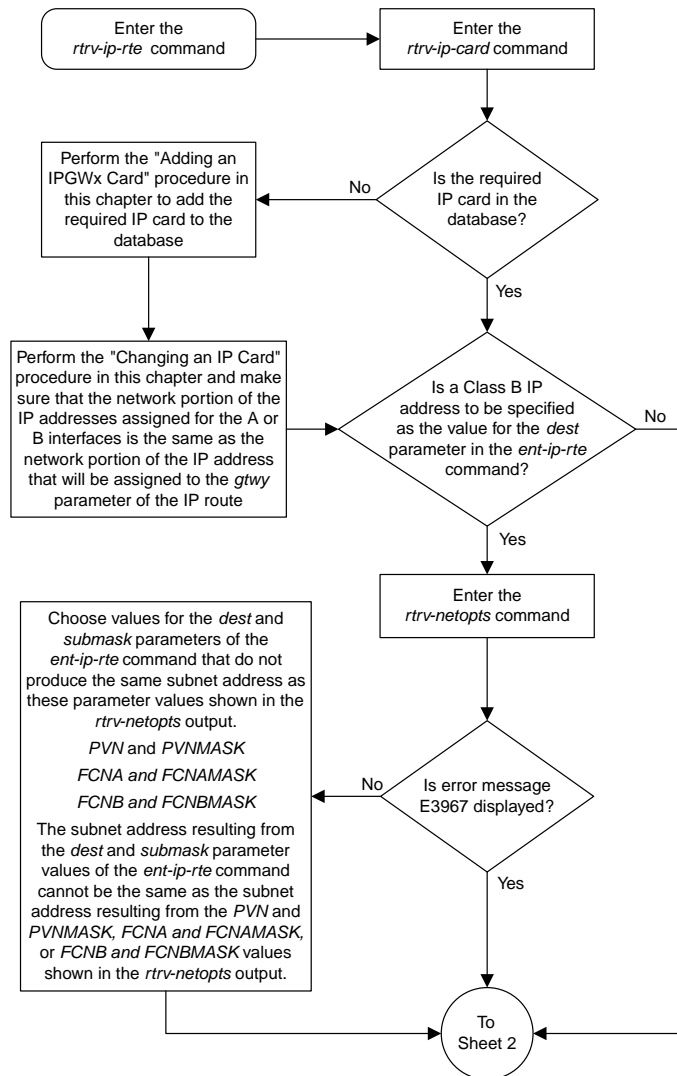 Enter the
rtrv-ip-rte command
Enter the
rtrv-ip-card command
Is the required
IP card in the
database?
No
Perform the "Adding an
IPGWx Card" procedure in
this chapter to add the
required IP card to the
database
Yes
Perform the "Changing an IP Card"
procedure in this chapter and make
sure that the network portion of the
IP addresses assigned for the A or
B interfaces is the same as the
network portion of the IP address
that will be assigned to the gtwy
parameter of the IP route
Is a Class B IP
address to be specified
as the value for the dest
parameter in the ent-ip-rte
command?
No
Yes
Enter the
rtrv-netopts command
Is error message
E3967 displayed?
No
Choose values for the dest and
submask parameters of the
ent-ip-rte command that do not
produce the same subnet address as
these parameter values shown in the
rtrv-netopts output.
PVN and PVNMASK
FCNA and FCNAMASK
FCNB and FCNBMASK
The subnet address resulting from
the dest and submask parameter
values of the ent-ip-rte command
cannot be the same as the subnet
address resulting from the PVN and
PVNMASK, FCNA and FCNAMASK,
or FCNB and FCNBMASK values
shown in the rtrv-netopts output.
Yes
To
Sheet 2